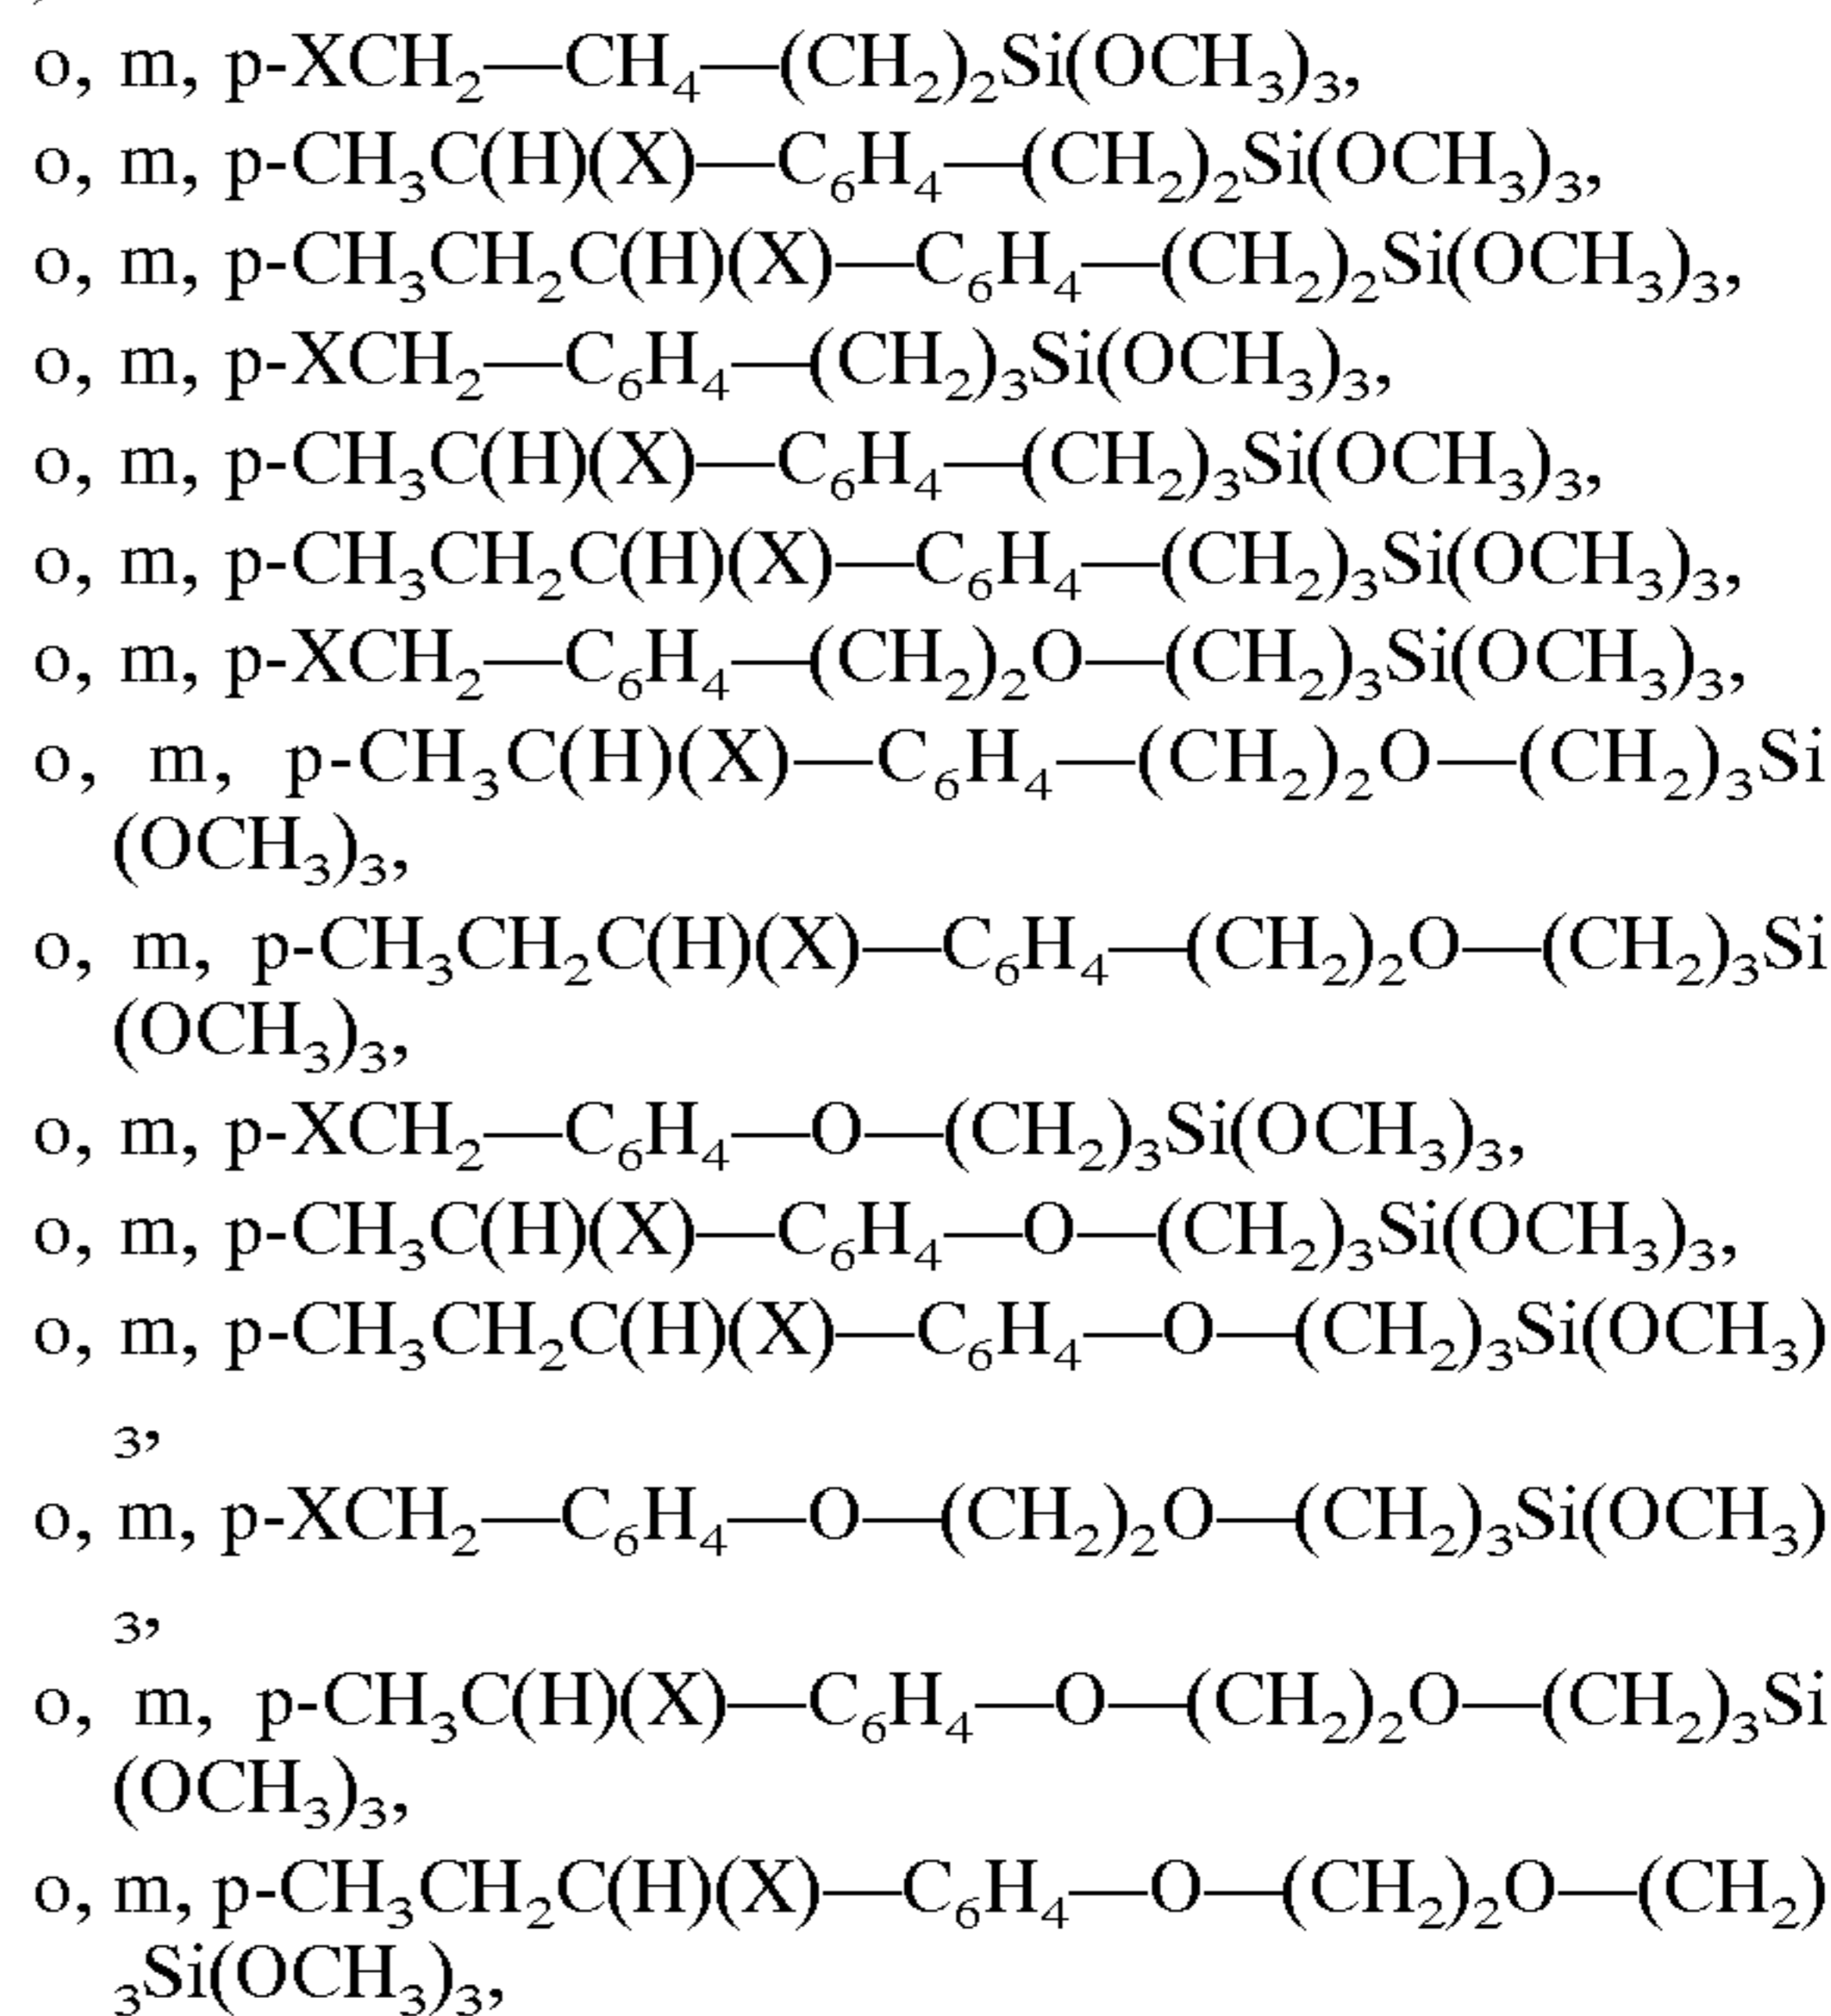 o, m, p-XCH₂—CH₄—(CH₂)₂Si(OCH₃)₃,
o, m, p-CH₃C(H)(X)—C₆H₄—(CH₂)₂Si(OCH₃)₃,
o, m, p-CH₃CH₂C(H)(X)—C₆H₄—(CH₂)₂Si(OCH₃)₃,
o, m, p-XCH₂—C₆H₄—(CH₂)₃Si(OCH₃)₃,
o, m, p-CH₃C(H)(X)—C₆H₄—(CH₂)₃Si(OCH₃)₃,
o, m, p-CH₃CH₂C(H)(X)—C₆H₄—(CH₂)₃Si(OCH₃)₃,
o, m, p-XCH₂—C₆H₄—(CH₂)₂O—(CH₂)₃Si(OCH₃)₃,
o, m, p-CH₃C(H)(X)—C₆H₄—(CH₂)₂O—(CH₂)₃Si
(OCH₃)₃,
o, m, p-CH₃CH₂C(H)(X)—C₆H₄—(CH₂)₂O—(CH₂)₃Si
(OCH₃)₃,
o, m, p-XCH₂—C₆H₄—O—(CH₂)₃Si(OCH₃)₃,
o, m, p-CH₃C(H)(X)—C₆H₄—O—(CH₂)₃Si(OCH₃)₃,
o, m, p-CH₃CH₂C(H)(X)—C₆H₄—O—(CH₂)₃Si(OCH₃)
₃,
o, m, p-XCH₂—C₆H₄—O—(CH₂)₂O—(CH₂)₃Si(OCH₃)
₃,
o, m, p-CH₃C(H)(X)—C₆H₄—O—(CH₂)₂O—(CH₂)₃Si
(OCH₃)₃,
o, m, p-CH₃CH₂C(H)(X)—C₆H₄—O—(CH₂)₂O—(CH₂)
₃Si(OCH₃)₃,